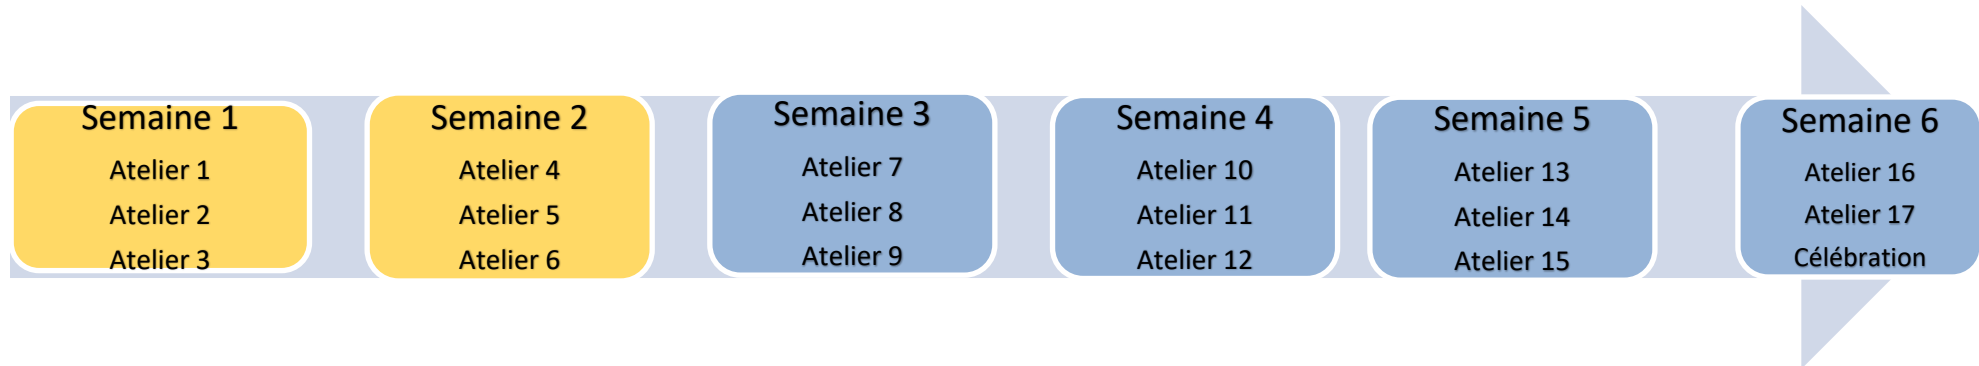 Semaine 1
Atelier 1
Atelier 2
Atelier 3
Semaine 2
Atelier 4
Atelier 5
Atelier 6
Semaine 3
Atelier 7
Atelier 8
Atelier 9
Semaine 4
Atelier 10
Atelier 11
Atelier 12
Semaine 5
Atelier 13
Atelier 14
Atelier 15
Semaine 6
Atelier 16
Atelier 17
Célébration